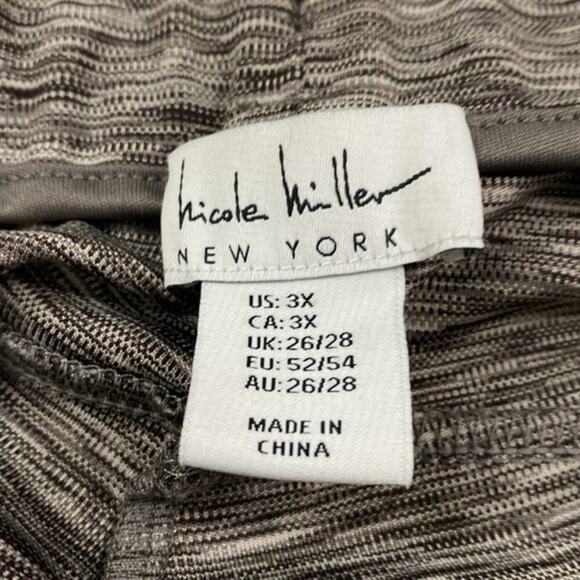 Nicole Miller
NEW YORK
US: 3X
CA: 3X
UK: 26/28
EU: 52/54
AU: 26/28
MADE IN
CHINA